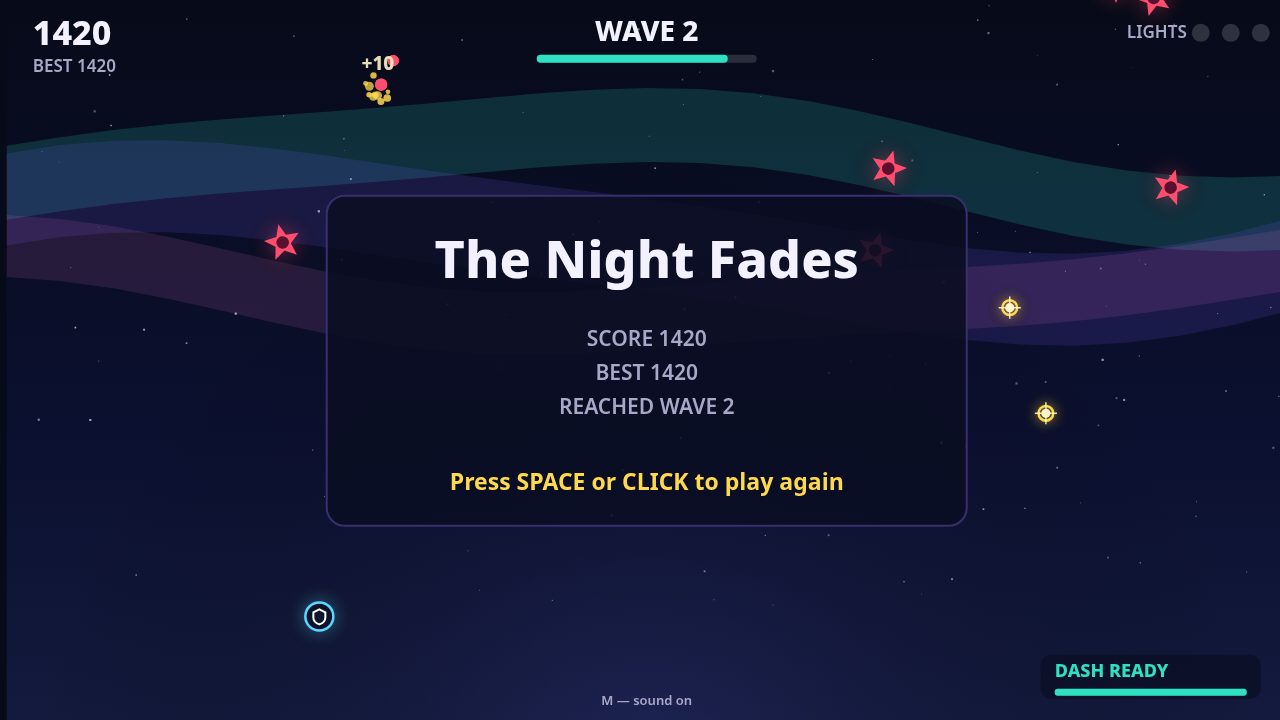 1420
BEST 1420
+10
WAVE 2
LIGHTS
The Night Fades
SCORE 1420
BEST 1420
REACHED WAVE 2
Press SPACE or CLICK to play again
DASH READY
M — sound on